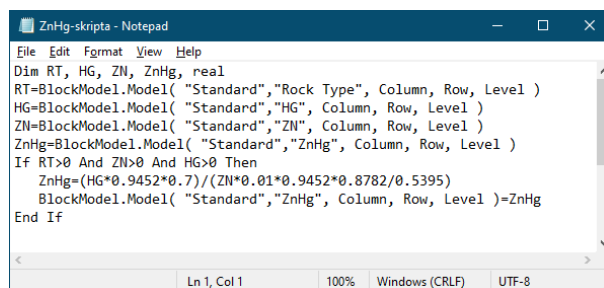 ZnHg-skripta - Notepad
File Edit Format View Help
Dim RT, HG, ZN, ZnHg, real
RT=BlockModel.Model( "Standard","Rock Type", Column, Row, Level )
HG=BlockModel.Model( "Standard","HG", Column, Row, Level )
ZN=BlockModel.Model( "Standard","ZN", Column, Row, Level )
ZnHg=BlockModel.Model( "Standard","ZnHg", Column, Row, Level )
If RT>0 And ZN>0 And HG>0 Then
   ZnHg=(HG*0.9452*0.7)/(ZN*0.01*0.9452*0.8782/0.5395)
   BlockModel.Model( "Standard","ZnHg", Column, Row, Level )=ZnHg
End If
Ln 1, Col 1 100% Windows (CRLF) UTF-8